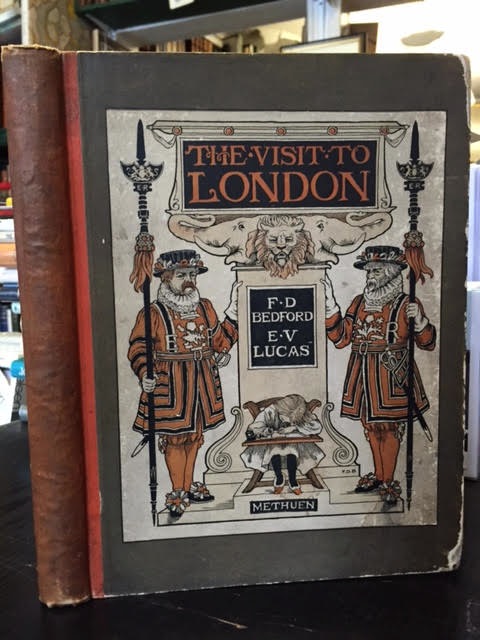 THE·VISIT·TO
LONDON
E·R
E·R
F·D
BEDFORD
E·V
LUCAS
E R
E R
F.D.B
METHUEN